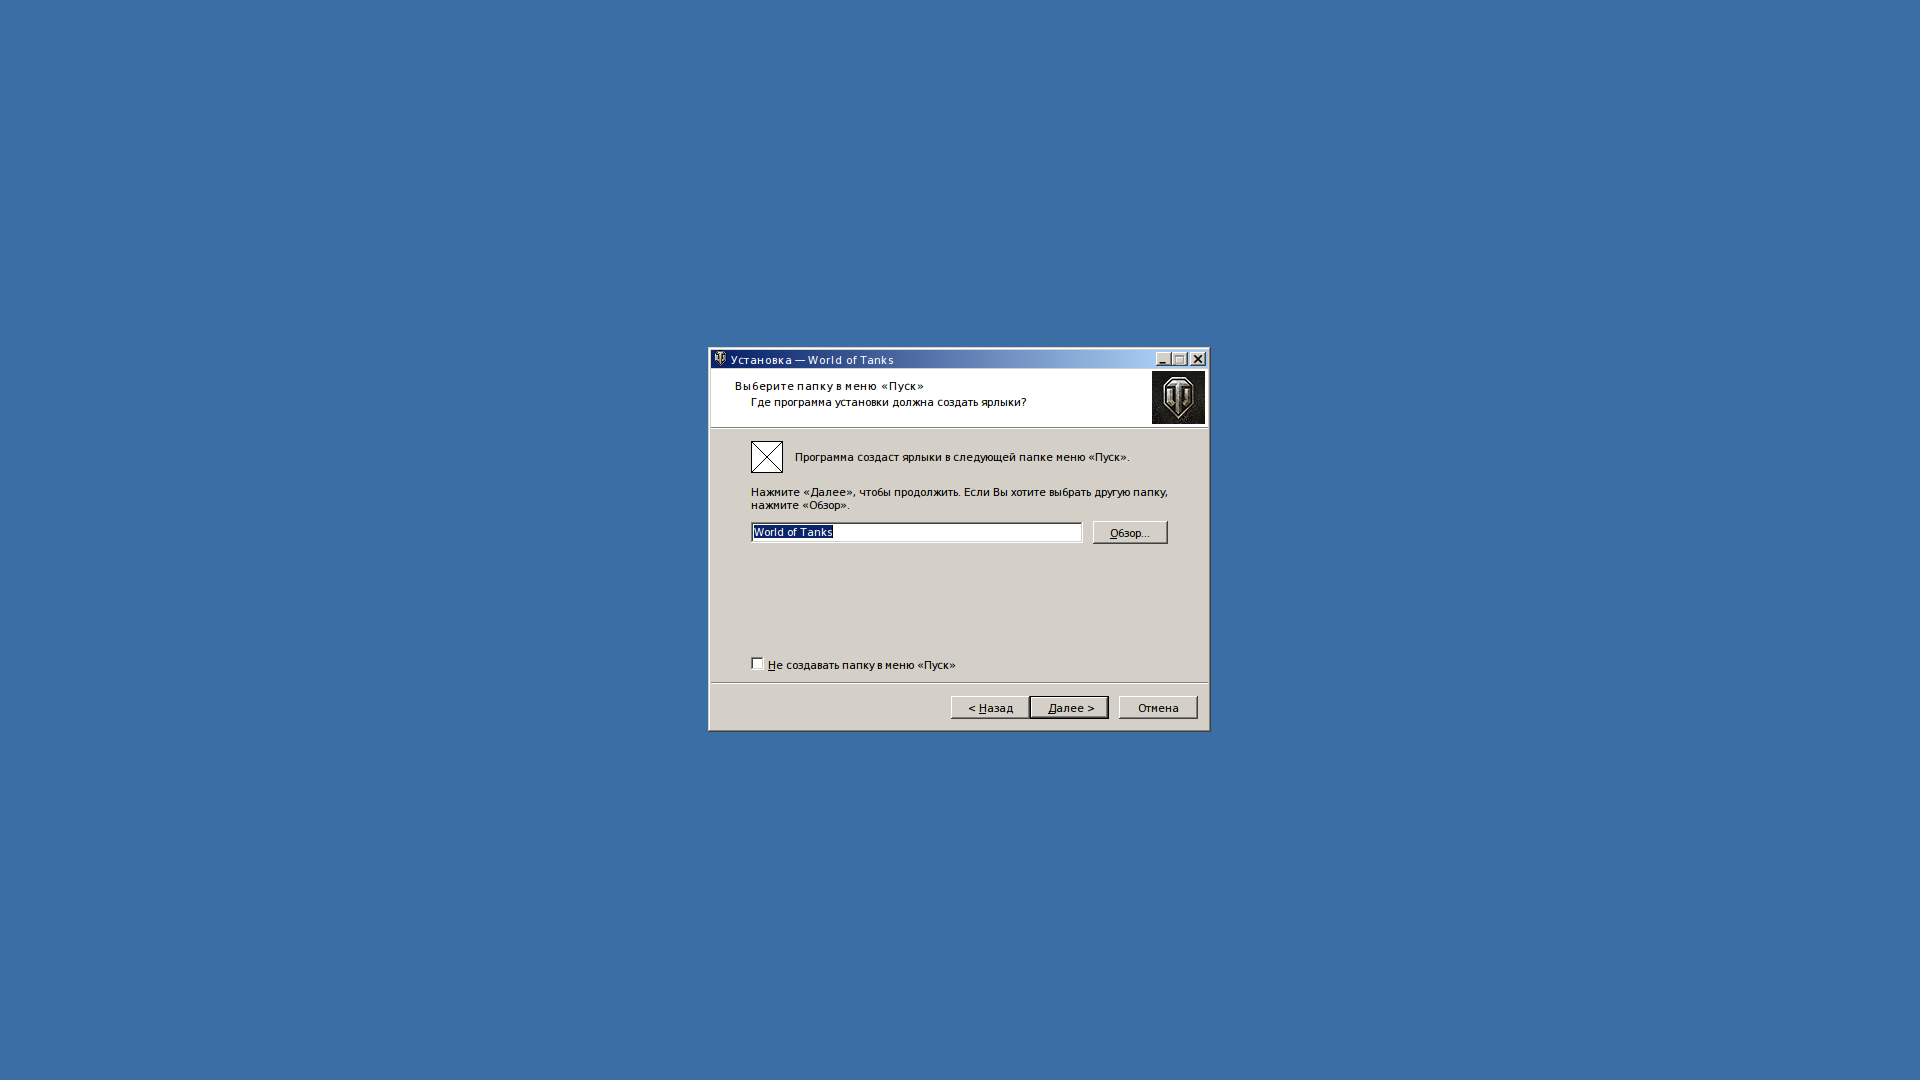 Установка — World of Tanks
Выберите папку в меню «Пуск»
Где программа установки должна создать ярлыки?
Программа создаст ярлыки в следующей папке меню «Пуск».
Нажмите «Далее», чтобы продолжить. Если Вы хотите выбрать другую папку,
нажмите «Обзор».
World of Tanks
Обзор...
Не создавать папку в меню «Пуск»
< Назад
Далее >
Отмена